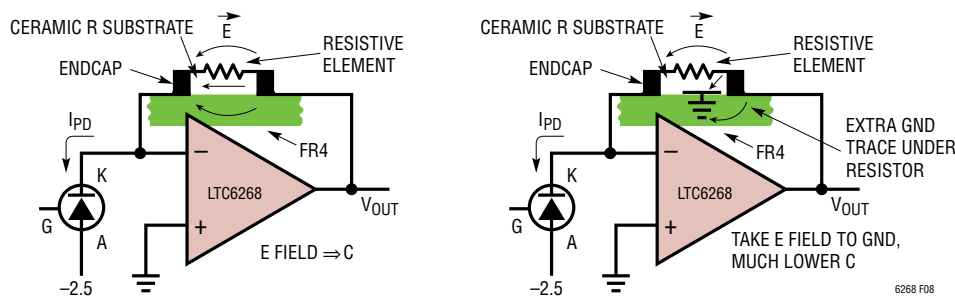 CERAMIC R SUBSTRATE
E
RESISTIVE
ELEMENT
ENDCAP
IPD
FR4
K
–
LTC6268
G
VOUT
A
+
E FIELD ⇒ C
–2.5
CERAMIC R SUBSTRATE
E
RESISTIVE
ELEMENT
ENDCAP
IPD
EXTRA GND
TRACE UNDER
RESISTOR
FR4
K
–
LTC6268
G
VOUT
A
+
TAKE E FIELD TO GND,
MUCH LOWER C
–2.5
6268 F08